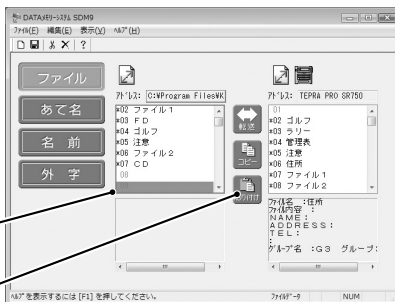 DATAﾒﾓﾘｰｼｽﾃﾑ SDM9
ﾌｧｲﾙ(E) 編集(E) 表示(V) ﾍﾙﾌﾟ(H)
ファイル
あて名
名前
外字
ｱﾄﾞﾚｽ: C:¥Program Files¥K
×02 ファイル1
×03 FD
×04 ゴルフ
×05 注意
×06 ファイル2
×07 CD
08
転送
コピー
貼り付け
ｱﾄﾞﾚｽ: TEPRA PRO SR750
01
×02 ゴルフ
×03 ラリー
×04 管理表
×05 注意
×06 住所
×07 ファイル1
×08 ファイル2
ﾌｧｲﾙ名 :住所
ﾌｧｲﾙ内容 :
NAME:
ADDRESS:
TEL:
:
ｸﾞﾙｰﾌﾟ名 :G3 グループ:
ﾍﾙﾌﾟを表示するには [F1] を押してください。
ﾌｧｲﾙﾃﾞｰﾀ
NUM